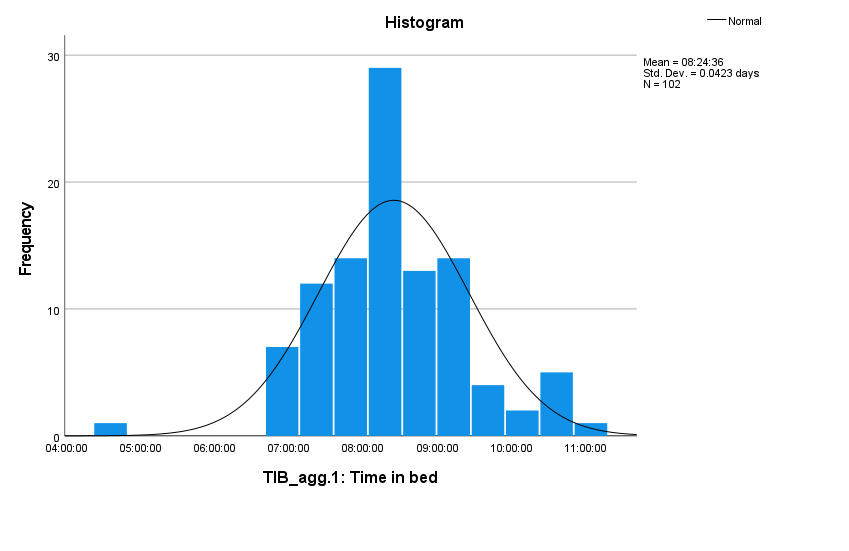 Histogram
Normal
Mean = 08:24:36
Std. Dev. = 0.0423 days
N = 102
30
20
10
0
Frequency
04:00:00 05:00:00 06:00:00 07:00:00 08:00:00 09:00:00 10:00:00 11:00:00
TIB_agg.1: Time in bed